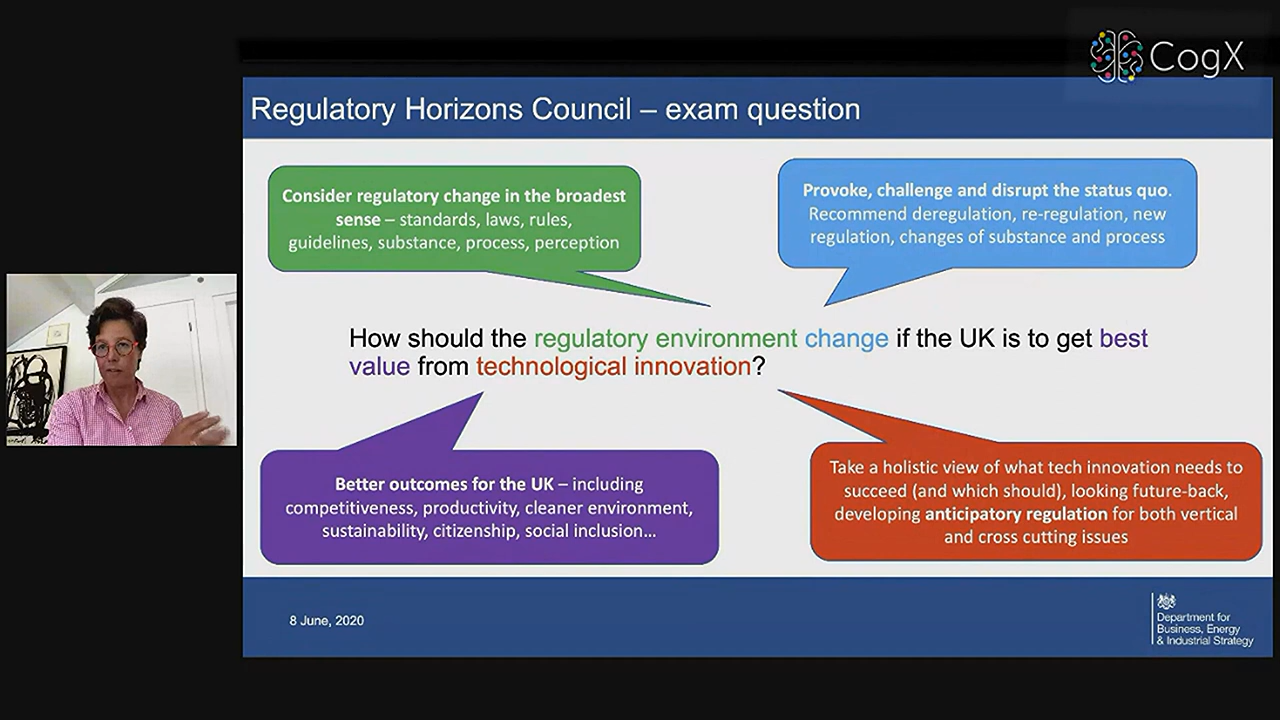 CogX
Regulatory Horizons Council – exam question
Consider regulatory change in the broadest
sense – standards, laws, rules,
guidelines, substance, process, perception
Provoke, challenge and disrupt the status quo.
Recommend deregulation, re-regulation, new
regulation, changes of substance and process
How should the regulatory environment change if the UK is to get best
value from technological innovation?
Better outcomes for the UK – including
competitiveness, productivity, cleaner environment,
sustainability, citizenship, social inclusion…
Take a holistic view of what tech innovation needs to
succeed (and which should), looking future-back,
developing anticipatory regulation for both vertical
and cross cutting issues
8 June, 2020
Department for
Business, Energy
& Industrial Strategy